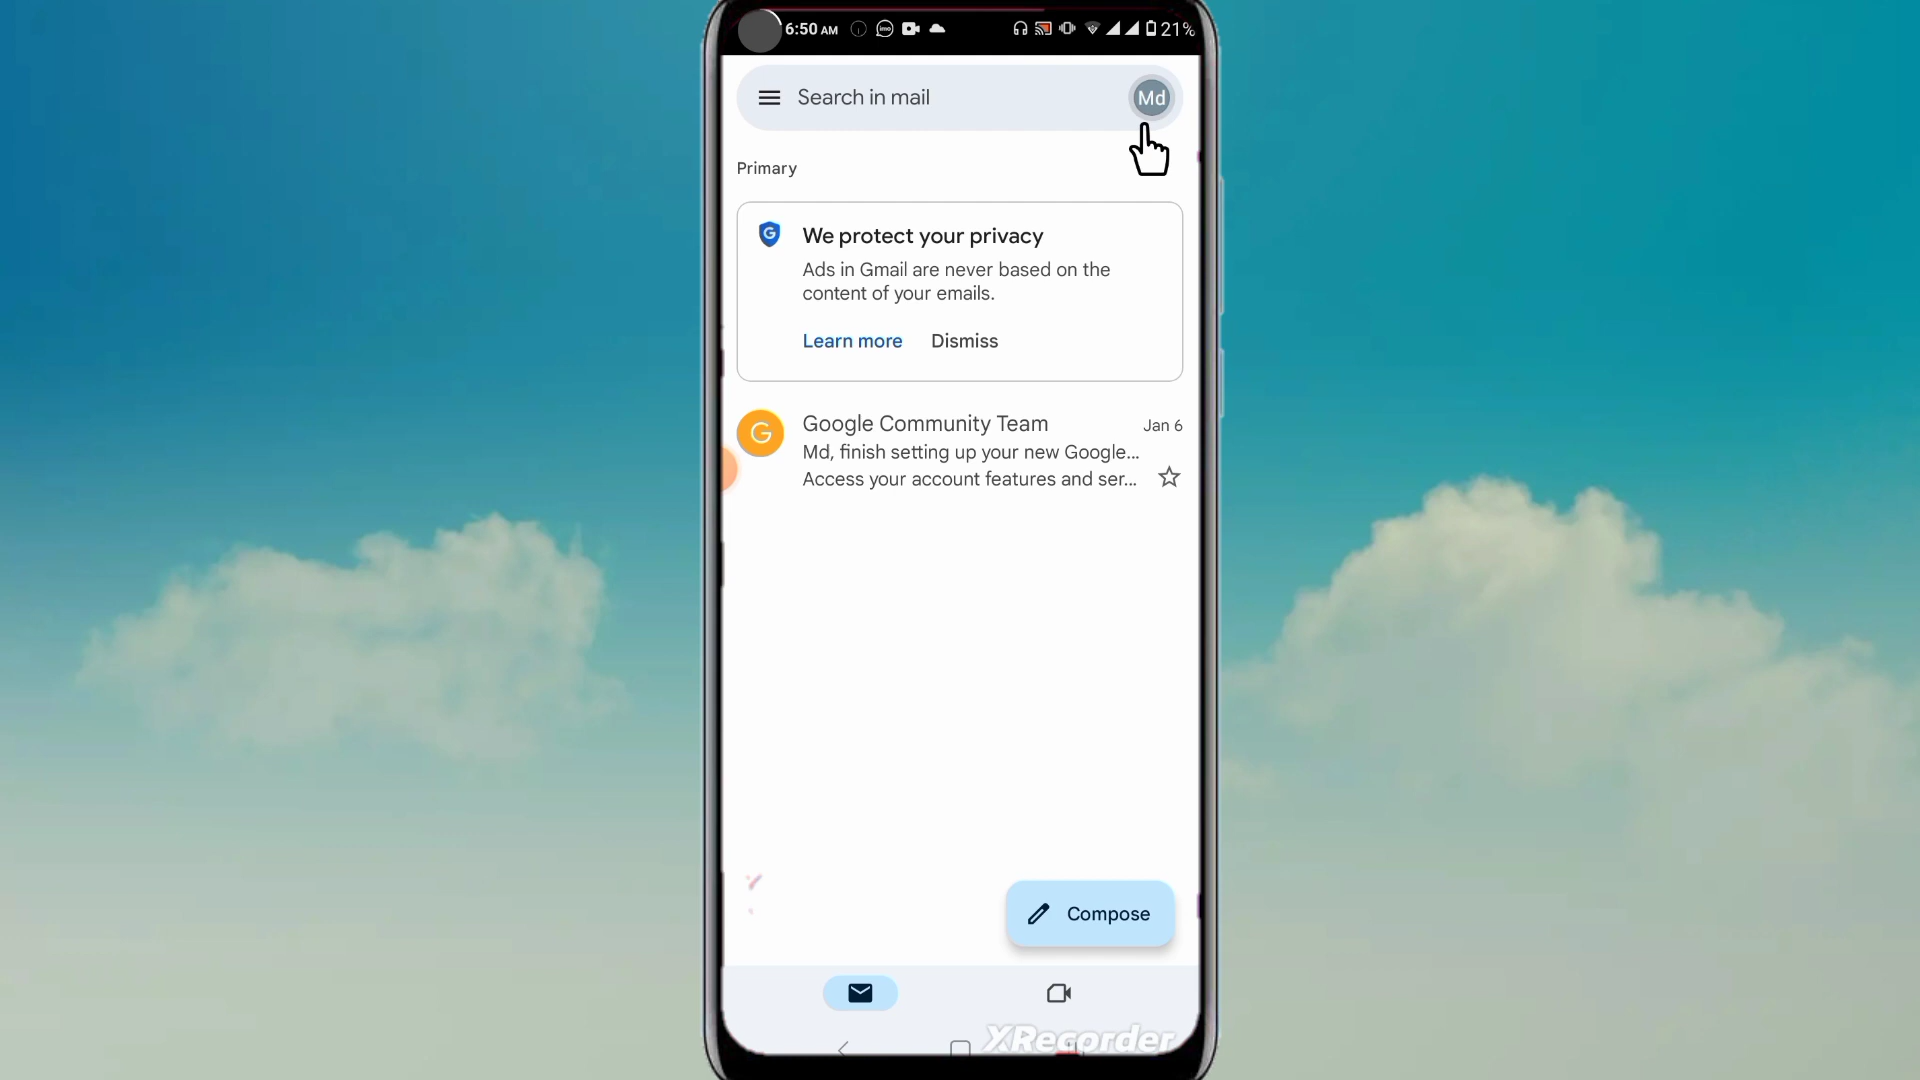 6:50 AM
21%
Search in mail
Md
Primary
G
We protect your privacy
Ads in Gmail are never based on the
content of your emails.
Learn more
Dismiss
G
Google Community Team
Jan 6
Md, finish setting up your new Google...
Access your account features and ser...
Compose
XRecorder